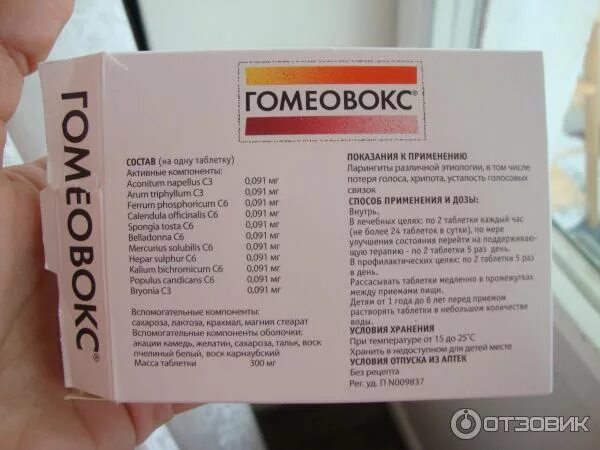 ГОМЕОВОКС®
ГОМЕОВОКС®
СОСТАВ (на одну таблетку)
Активные компоненты:
Aconitum napellus C3 0,091 мг
Arum triphyllum C3 0,091 мг
Ferrum phosphoricum C6 0,091 мг
Calendula officinalis C6 0,091 мг
Spongia tosta C6 0,091 мг
Belladonna C6 0,091 мг
Mercurius solubilis C6 0,091 мг
Hepar sulphur C6 0,091 мг
Kalium bichromicum C6 0,091 мг
Populus candicans C6 0,091 мг
Bryonia C3 0,091 мг
Вспомогательные компоненты:
сахароза, лактоза, крахмал, магния стеарат
Вспомогательные компоненты оболочки:
акации камедь, желатин, сахароза, тальк, воск
пчелиный белый, воск карнаубский
Масса таблетки 300 мг
ПОКАЗАНИЯ К ПРИМЕНЕНИЮ
Ларингиты различной этиологии, в том числе
потеря голоса, хрипота, усталость голосовых
связок
СПОСОБ ПРИМЕНЕНИЯ И ДОЗЫ:
Внутрь.
В лечебных целях: по 2 таблетки каждый час
(не более 24 таблеток в сутки), по мере
улучшения состояния перейти на поддерживаю-
щую терапию - по 2 таблетки 5 раз в день.
В профилактических целях: по 2 таблетки 5 раз
в день.
Рассасывать таблетки медленно в промежутках
между приемами пищи.
Детям от 1 года до 6 лет перед приемом
растворять таблетки в небольшом количестве
воды.
УСЛОВИЯ ХРАНЕНИЯ
При температуре от 15 до 25°С
Хранить в недоступном для детей месте
УСЛОВИЯ ОТПУСКА ИЗ АПТЕК
Без рецепта
Рег. уд. П N009837
ОТЗОВИК